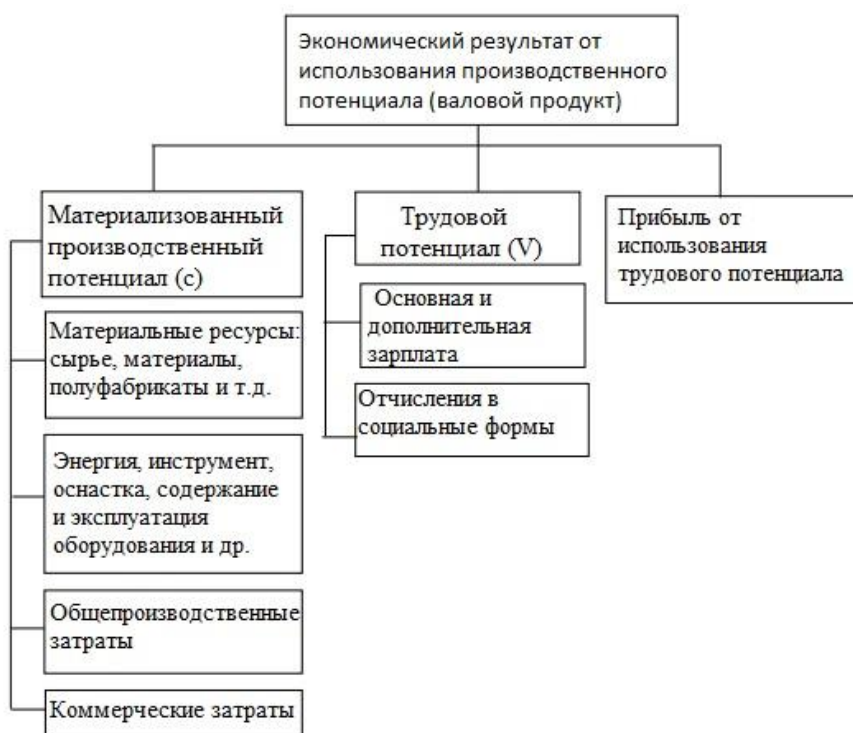 Экономический результат от
использования производственного
потенциала (валовой продукт)
Материализованный
производственный
потенциал (с)
Трудовой
потенциал (V)
Прибыль от
использования
трудового потенциала
Материальные ресурсы:
сырье, материалы,
полуфабрикаты и т.д.
Основная и
дополнительная
зарплата
Отчисления в
социальные формы
Энергия, инструмент,
оснастка, содержание
и эксплуатация
оборудования и др.
Общепроизводственные
затраты
Коммерческие затраты